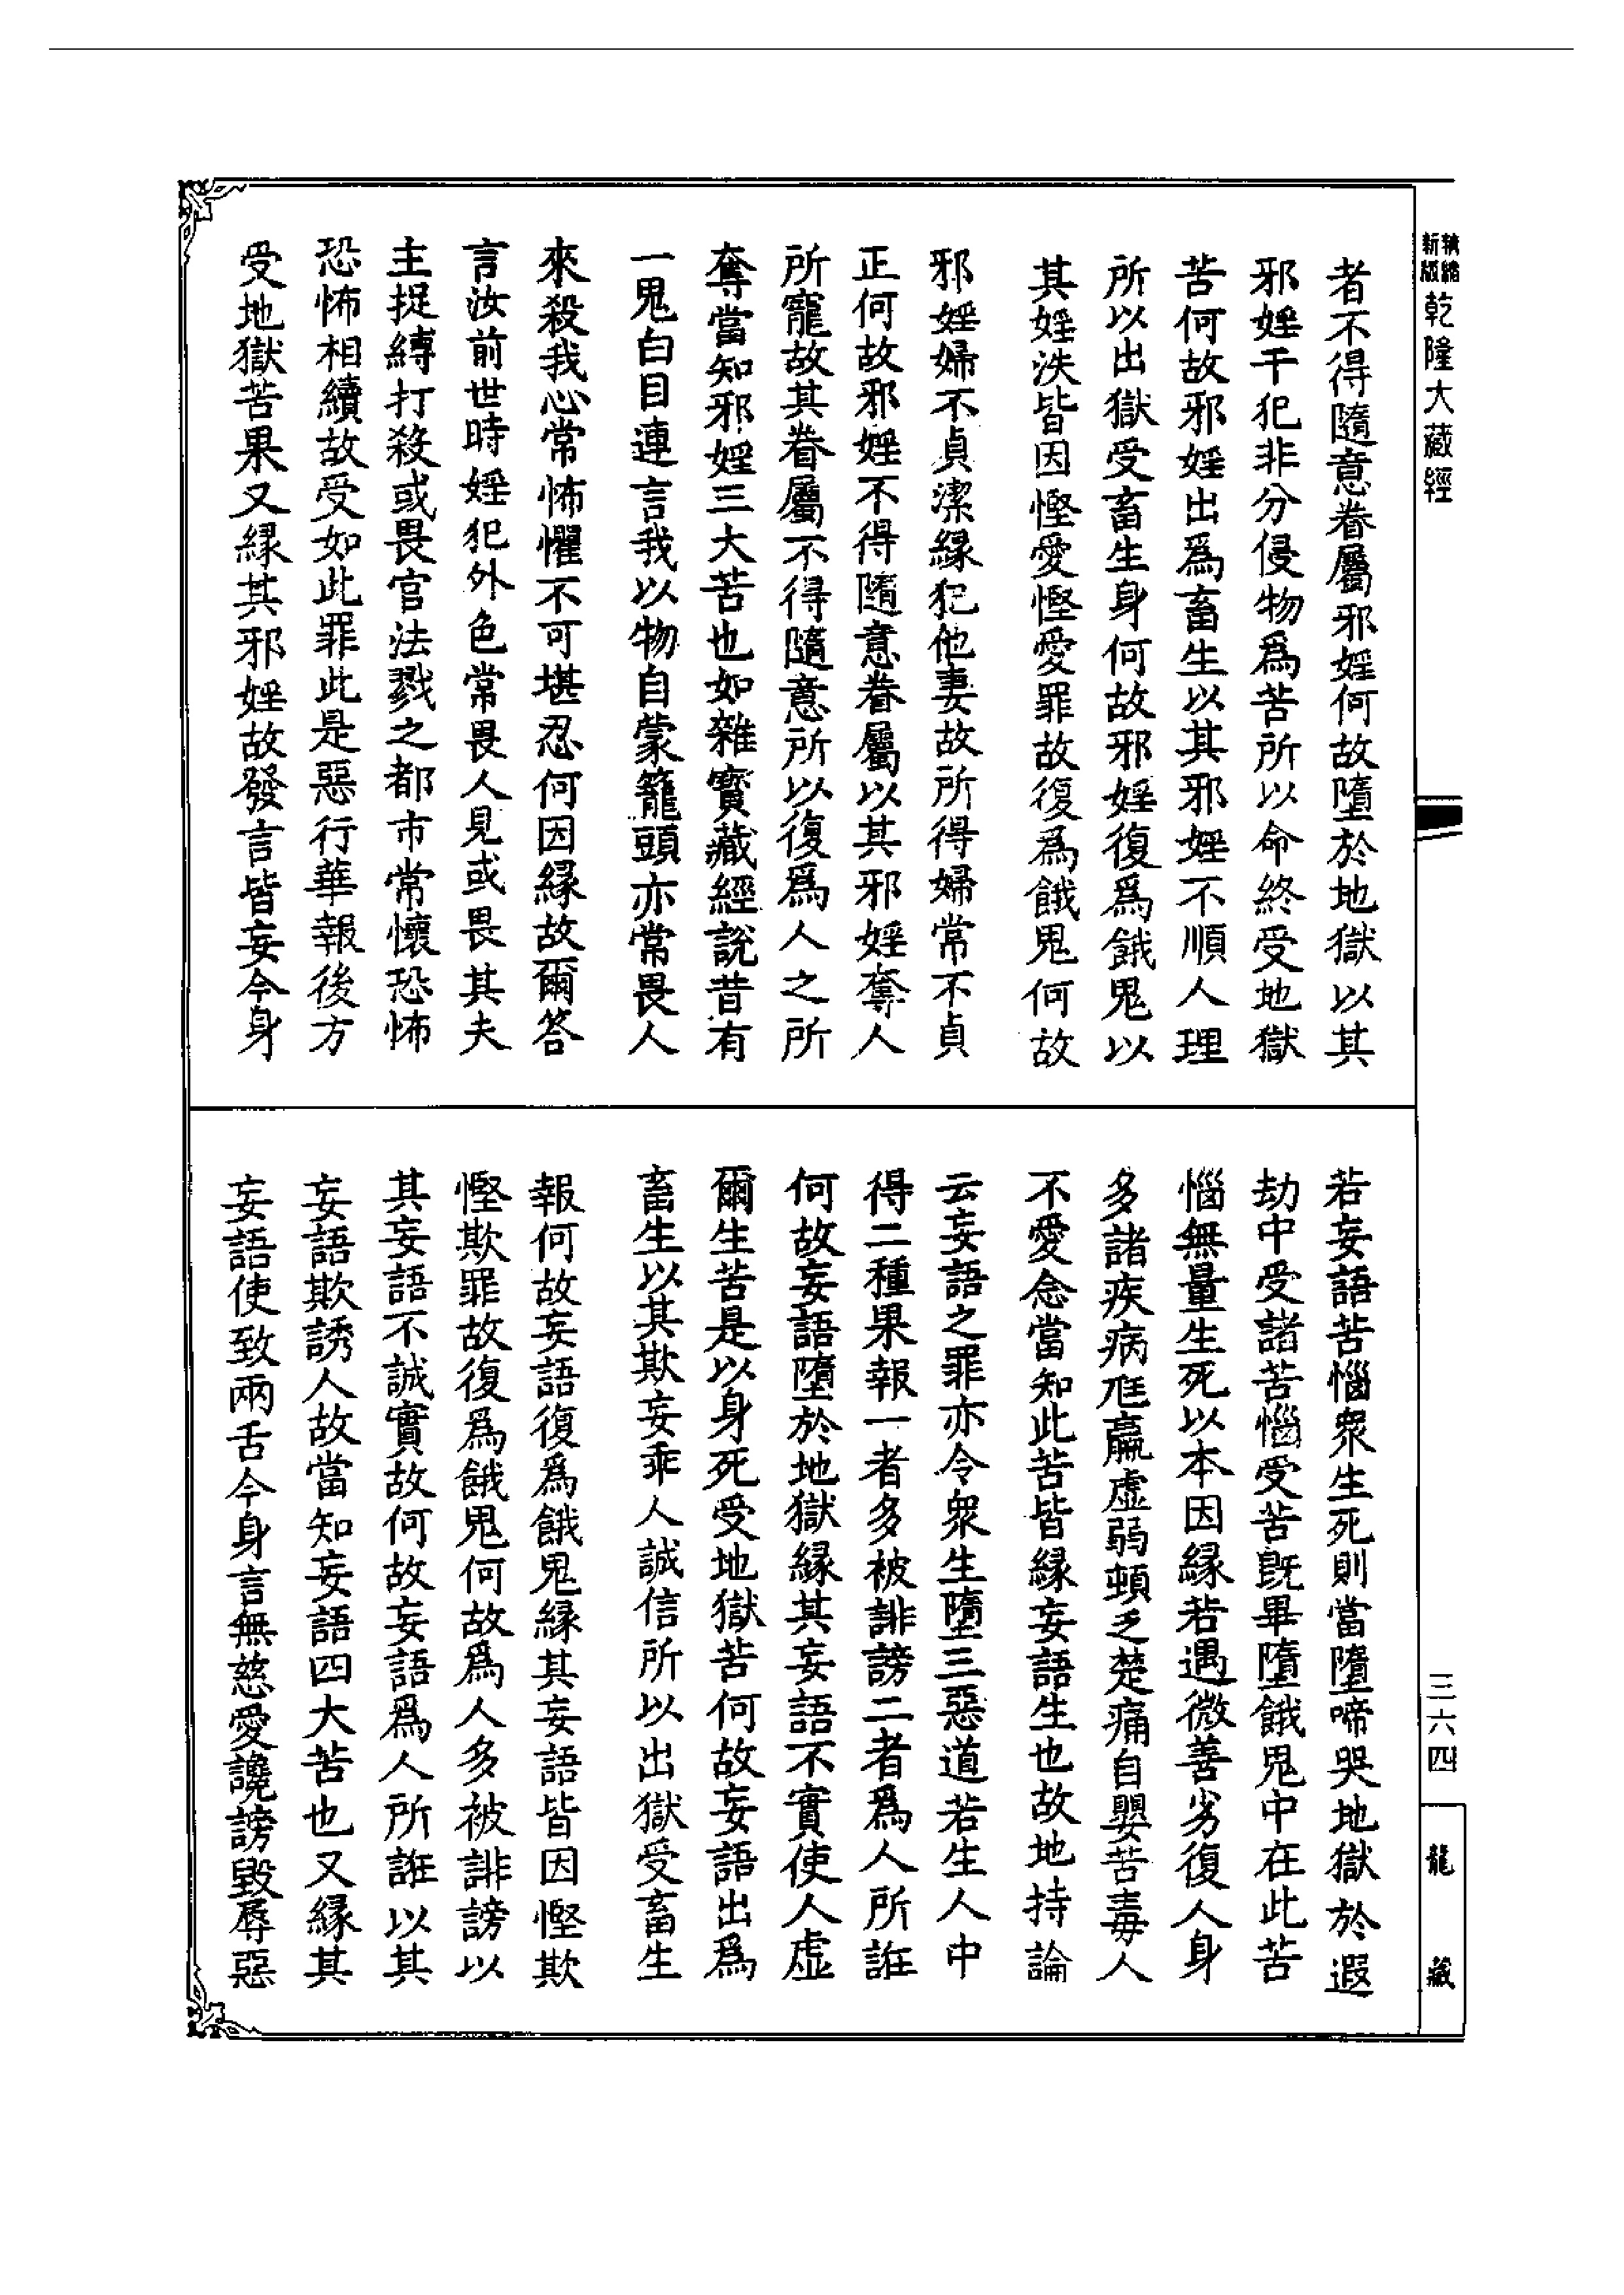 新編縮版乾隆大藏經
者不得隨意眷屬邪婬何故墮於地獄以其
邪婬干犯非分侵物爲苦所以命終受地獄
苦何故邪婬出爲畜生以其邪婬不順人理
所以出獄受畜生身何故邪婬復爲餓鬼以
其婬泆皆因慳愛慳愛罪故復爲餓鬼何故
邪婬婦不貞潔緣犯他妻故所得婦常不貞
正何故邪婬不得隨意眷屬以其邪婬奪人
所寵故其眷屬不得隨意所以復爲人之所
奪當知邪婬三大苦也如雜寶藏經說昔有
一鬼白目連言我以物自蒙籠頭亦常畏人
來殺我心常怖懼不可堪忍何因緣故爾答
言汝前世時婬犯外色常畏人見或畏其夫
主捉縛打殺或畏官法戮之都市常懷恐怖
恐怖相續故受如此罪此是惡行華報後方
受地獄苦果又緣其邪婬故發言皆妄今身
若妄語苦惱衆生死則當墮啼哭地獄於遐
劫中受諸苦惱受苦旣畢墮餓鬼中在此苦
惱無量生死以本因緣若遇微善劣復人身
多諸疾病尫羸虛弱頓乏楚痛自嬰苦毒人
不愛念當知此苦皆緣妄語生也故地持論
云妄語之罪亦令衆生墮三惡道若生人中
得二種果報一者多被誹謗二者爲人所誑
何故妄語墮於地獄緣其妄語不實使人虛
爾生苦是以身死受地獄苦何故妄語出爲
畜生以其欺妄乖人誠信所以出獄受畜生
報何故妄語復爲餓鬼緣其妄語皆因慳欺
慳欺罪故復爲餓鬼何故爲人多被誹謗以
其妄語不誠實故何故妄語爲人所誑以其
妄語欺誘人故當知妄語四大苦也又緣其
妄語使致兩舌今身言無慈愛讒謗毀辱惡
三六四
龍藏